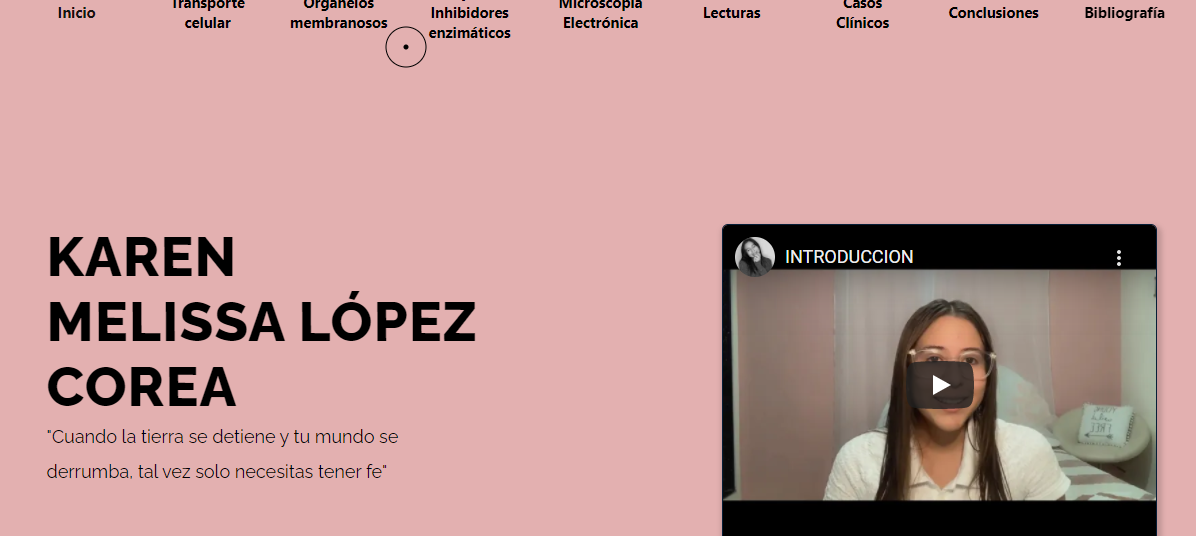 Inicio
Transporte
celular
Organelos
membranosos
Inhibidores
enzimáticos
Microscopía
Electrónica
Lecturas
Casos
Clínicos
Conclusiones
Bibliografía
KAREN
MELISSA LÓPEZ
COREA
"Cuando la tierra se detiene y tu mundo se
derrumba, tal vez solo necesitas tener fe"
INTRODUCCION